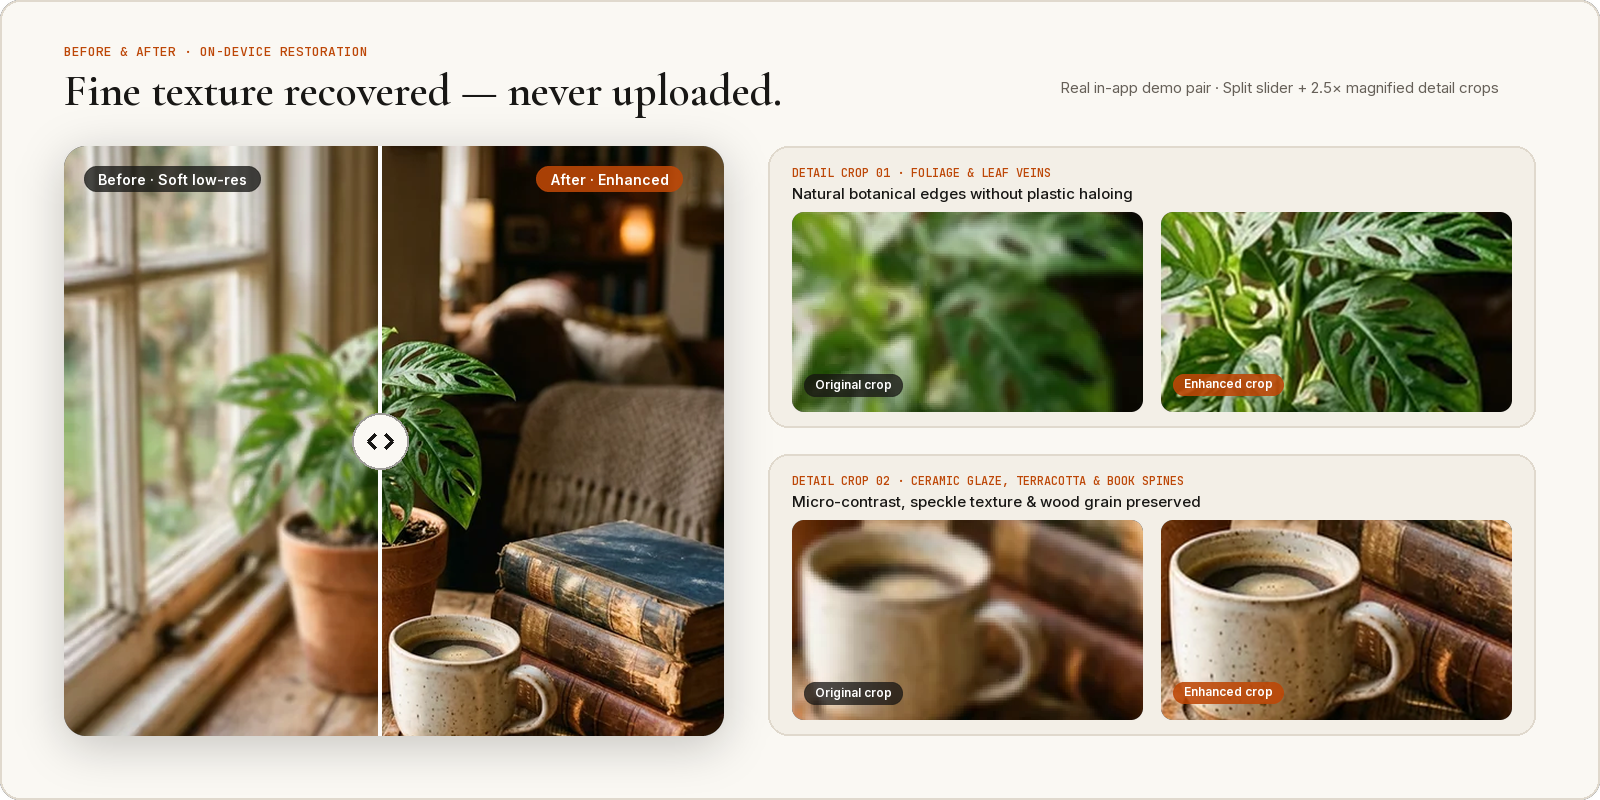 BEFORE & AFTER · ON-DEVICE RESTORATION
Fine texture recovered — never uploaded.
Real in-app demo pair · Split slider + 2.5× magnified detail crops
Before · Soft low-res
After · Enhanced
DETAIL CROP 01 · FOLIAGE & LEAF VEINS
Natural botanical edges without plastic haloing
Original crop
Enhanced crop
DETAIL CROP 02 · CERAMIC GLAZE, TERRACOTTA & BOOK SPINES
Micro-contrast, speckle texture & wood grain preserved
Original crop
Enhanced crop